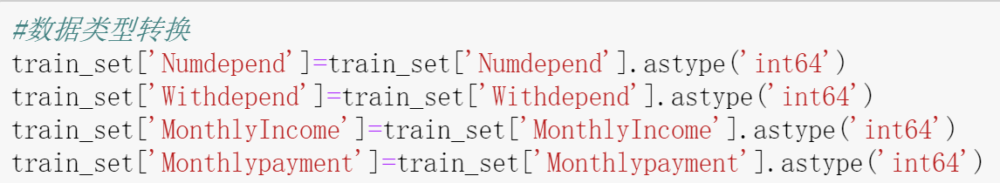 #数据类型转换
train_set['Numdepend']=train_set['Numdepend'].astype('int64')
train_set['Withdepend']=train_set['Withdepend'].astype('int64')
train_set['MonthlyIncome']=train_set['MonthlyIncome'].astype('int64')
train_set['Monthlypayment']=train_set['Monthlypayment'].astype('int64')